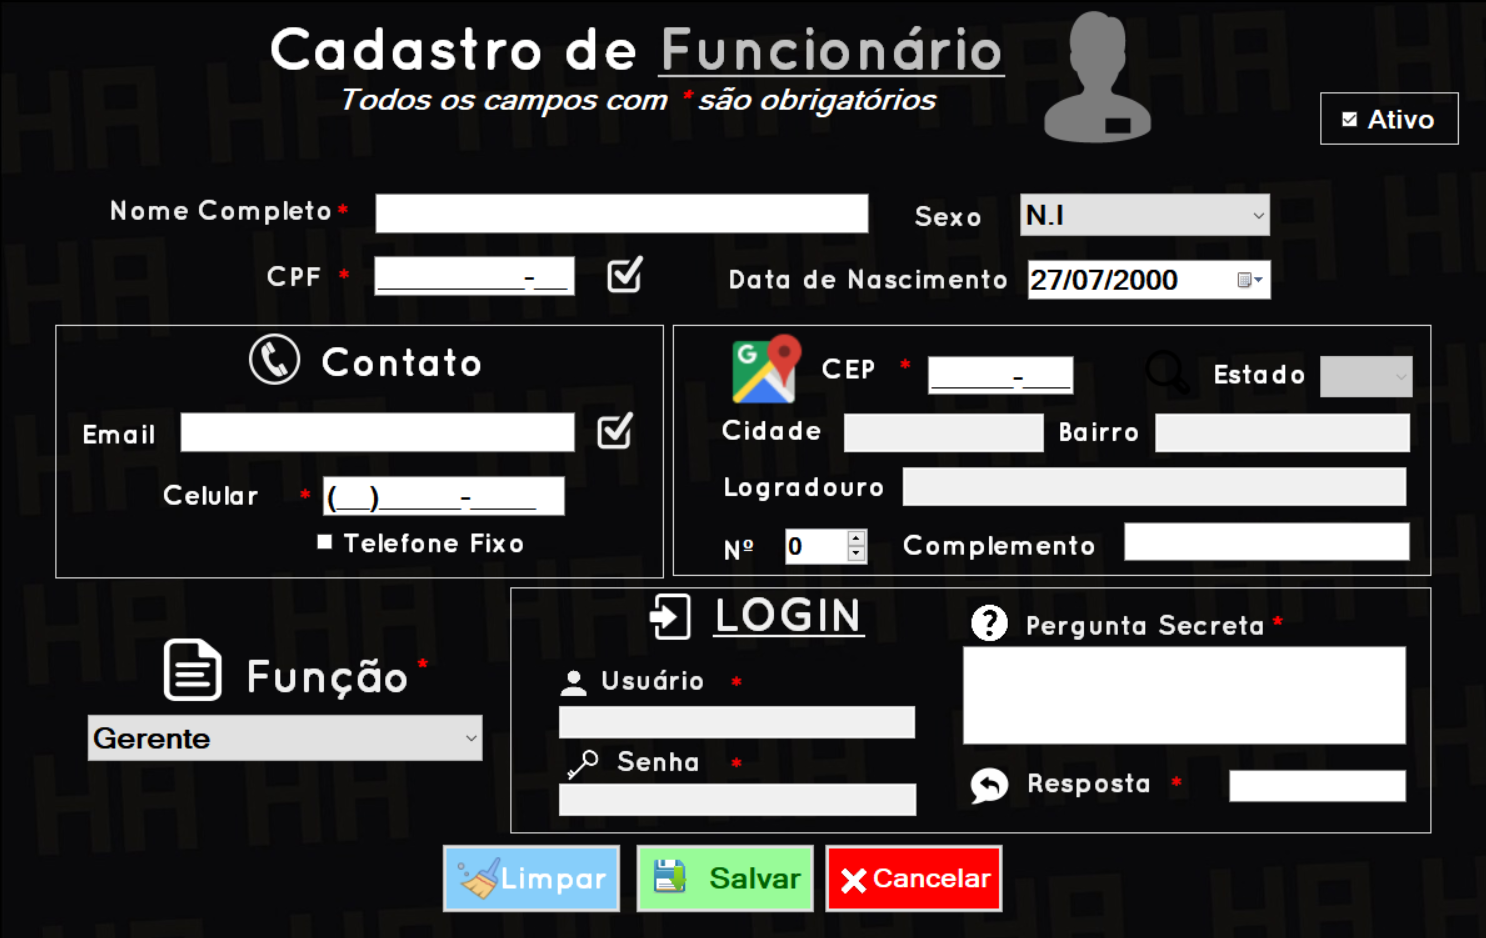 Cadastro de Funcionário
Todos os campos com * são obrigatórios
Ativo
Nome Completo *
Sexo N.I
CPF * _________-__
Data de Nascimento 27/07/2000
Contato
Email
Celular * (__)_____-____
Telefone Fixo
G
CEP * _____-___
Estado
Cidade
Bairro
Logradouro
Nº 0
Complemento
Função *
Gerente
LOGIN
Usuário *
Senha *
Pergunta Secreta *
Resposta *
Limpar
Salvar
Cancelar